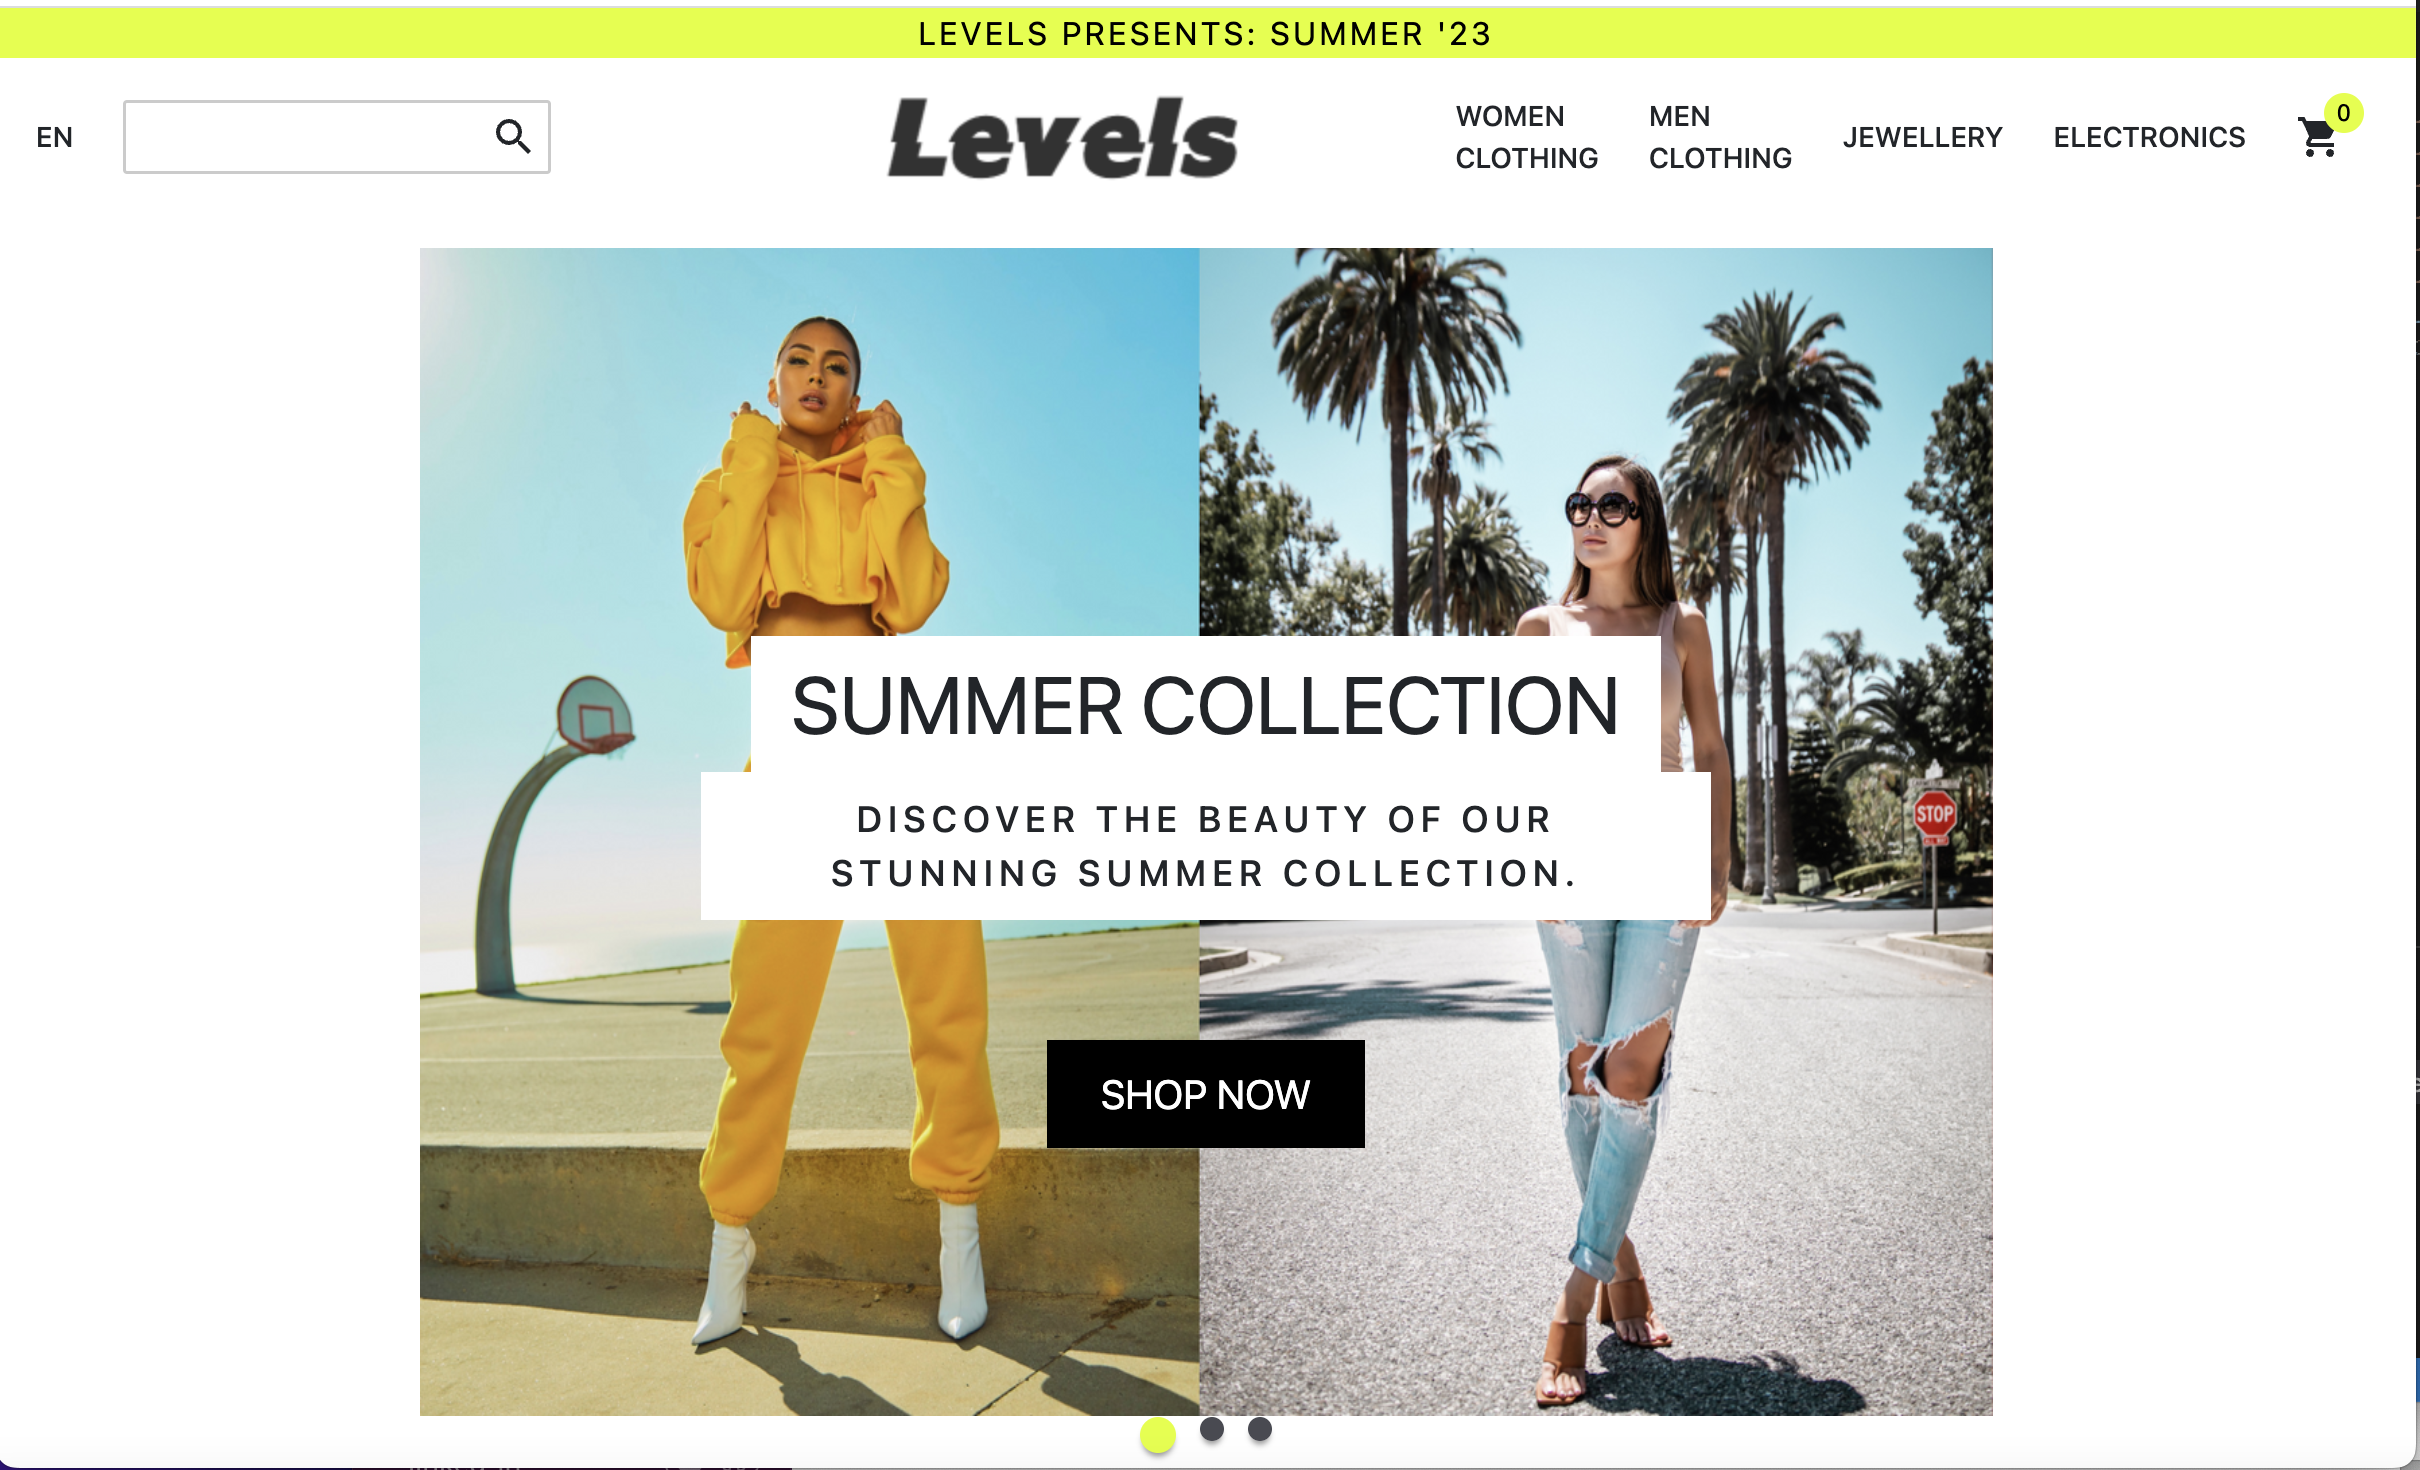 LEVELS PRESENTS: SUMMER '23
EN
Levels
WOMEN
CLOTHING
MEN
CLOTHING
JEWELLERY
ELECTRONICS
0
SUMMER COLLECTION
DISCOVER THE BEAUTY OF OUR
STUNNING SUMMER COLLECTION.
STOP
SHOP NOW